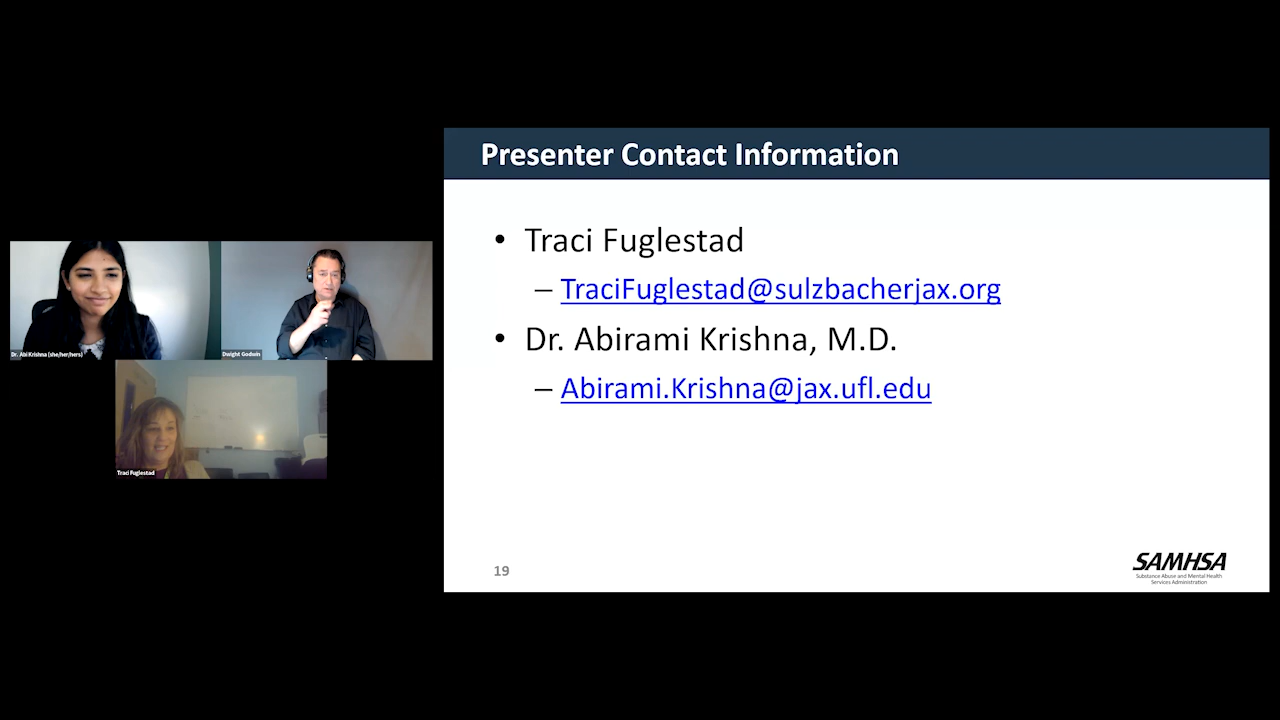 Presenter Contact Information
• Traci Fuglestad
– TraciFuglestad@sulzbacherjax.org
• Dr. Abirami Krishna, M.D.
– Abirami.Krishna@jax.ufl.edu
19
SAMHSA
Substance Abuse and Mental Health
Services Administration
Dr. Abi Krishna (she/her/hers)
Dwight Godwin
Traci Fuglestad